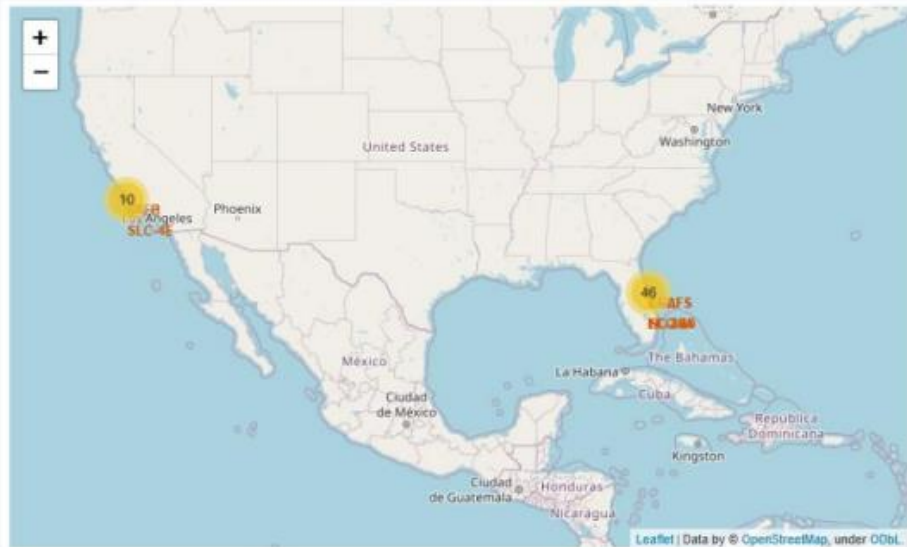 +
−
New York
Washington
United States
10
Los Angeles
SLC-4E
Phoenix
46
México
La Habana
The Bahamas
Cuba
Ciudad
de México
República
Dominicana
Kingston
Ciudad
de Guatemala
Honduras
Nicaragua
Leaflet | Data by © OpenStreetMap, under ODbL.